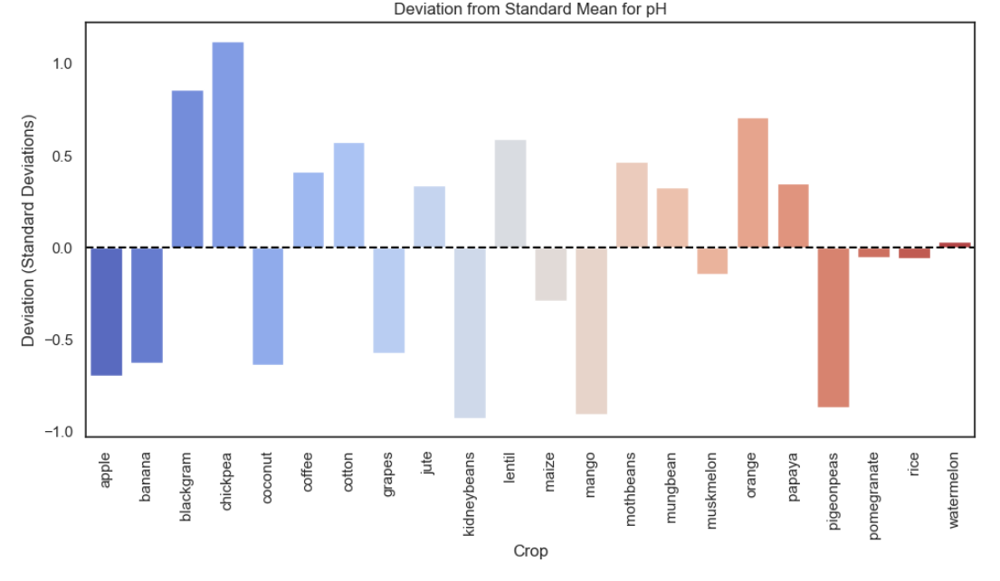 Deviation from Standard Mean for pH
Deviation (Standard Deviations)
1.0
0.5
0.0
−0.5
−1.0
apple
banana
blackgram
chickpea
coconut
coffee
cotton
grapes
jute
kidneybeans
lentil
maize
mango
mothbeans
mungbean
muskmelon
orange
papaya
pigeonpeas
pomegranate
rice
watermelon
Crop